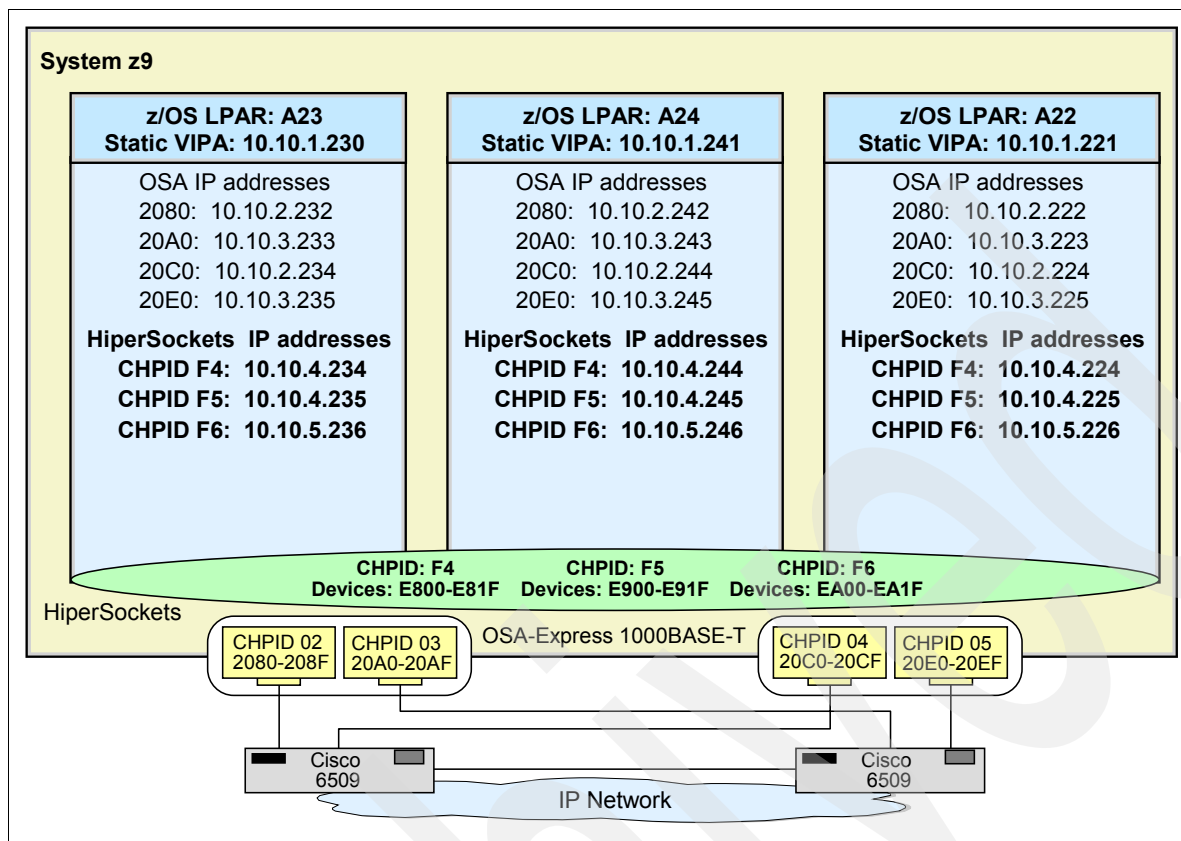 System z9
z/OS LPAR: A23
Static VIPA: 10.10.1.230
OSA IP addresses
2080: 10.10.2.232
20A0: 10.10.3.233
20C0: 10.10.2.234
20E0: 10.10.3.235
HiperSockets IP addresses
CHPID F4: 10.10.4.234
CHPID F5: 10.10.4.235
CHPID F6: 10.10.5.236
z/OS LPAR: A24
Static VIPA: 10.10.1.241
OSA IP addresses
2080: 10.10.2.242
20A0: 10.10.3.243
20C0: 10.10.2.244
20E0: 10.10.3.245
HiperSockets IP addresses
CHPID F4: 10.10.4.244
CHPID F5: 10.10.4.245
CHPID F6: 10.10.5.246
z/OS LPAR: A22
Static VIPA: 10.10.1.221
OSA IP addresses
2080: 10.10.2.222
20A0: 10.10.3.223
20C0: 10.10.2.224
20E0: 10.10.3.225
HiperSockets IP addresses
CHPID F4: 10.10.4.224
CHPID F5: 10.10.4.225
CHPID F6: 10.10.5.226
CHPID: F4
Devices: E800-E81F
CHPID: F5
Devices: E900-E91F
CHPID: F6
Devices: EA00-EA1F
HiperSockets
CHPID 02
2080-208F
CHPID 03
20A0-20AF
OSA-Express 1000BASE-T
CHPID 04
20C0-20CF
CHPID 05
20E0-20EF
Cisco
6509
Cisco
6509
IP Network